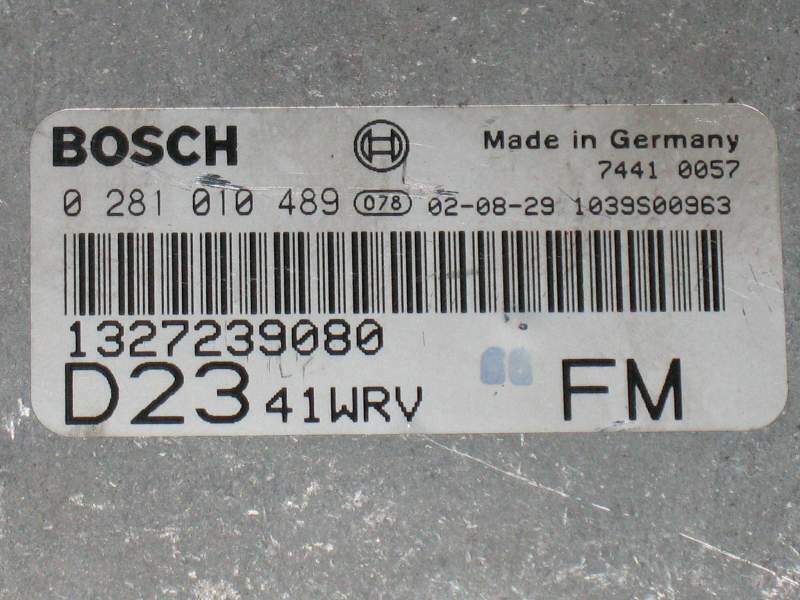 BOSCH Made in Germany
7441 0057
0 281 010 489 078 02-08-29 1039S00963
1327239080
D23 41WRV FM